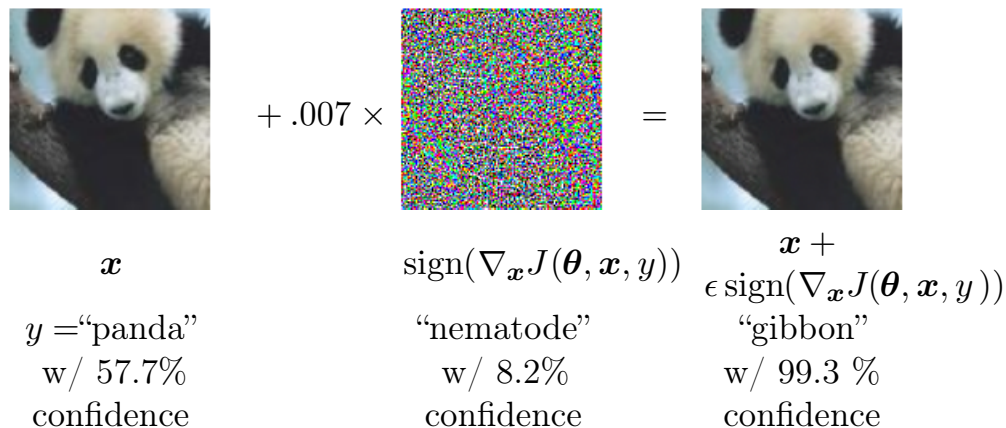 + .007 ×
=
x
sign(∇ₓJ(θ, x, y))
x +
ϵ sign(∇ₓJ(θ, x, y))
y =“panda”
“nematode”
“gibbon”
w/ 57.7%
w/ 8.2%
w/ 99.3 %
confidence
confidence
confidence